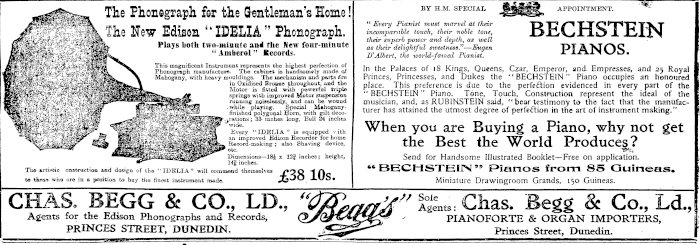 The Phonograph for the Gentleman's Home!
The New Edison "IDELIA" Phonograph.
Plays both two-minute and the New four-minute
"Amberol" Records.
This magnificent Instrument represents the highest perfection of
Phonograph manufacture. The cabinet is handsomely made of
Mahogany, with heavy mouldings. The mechanism and parts are
in Oxidised Bronze throughout, and the
Motor is fitted with powerful triple
springs with improved Motor suspension
running noiselessly, and can be wound
while playing. Special Mahogany-
finished polygonal Horn, with gilt deco-
rations; 33 inches long. Bell 24 inches
wide.
Every "IDELIA" is equipped with
an improved Edison Recorder for home
Record-making; also Shaving device,
etc.
Dimensions—18¾ x 13¾ inches; height,
14¾ inches.
The artistic construction and design of the "IDELIA" will commend themselves
to those who are in a position to buy the finest instrument made.
£38 10s.
BY H.M. SPECIAL APPOINTMENT.
"Every Pianist must marvel at their
incomparable touch, their noble tone,
their superb power and depth, as well
as their delightful sweetness."—Eugen
D'Albert, the world-famed Pianist.
BECHSTEIN
PIANOS.
In the Palaces of 18 Kings, Queens, Czar, Emperor, and Empresses, and 25 Royal
Princes, Princesses, and Dukes the "BECHSTEIN" Piano occupies an honoured
place. This preference is due to the perfection evidenced in every part of the
"BECHSTEIN" Piano. Tone, Touch, Construction represent the ideal of the
musician, and, as RUBINSTEIN said, "bear testimony to the fact that the manufac-
turer has attained the utmost degree of perfection in the art of instrument making."
When you are Buying a Piano, why not get
the Best the World Produces?
Send for Handsome Illustrated Booklet—Free on application.
"BECHSTEIN" Pianos from 85 Guineas.
Miniature Drawingroom Grands, 150 Guineas.
CHAS. BEGG & CO., LD.,
Agents for the Edison Phonographs and Records,
PRINCES STREET, DUNEDIN.
"Begg's"
Sole Agents: Chas. Begg & Co., Ld.,
PIANOFORTE & ORGAN IMPORTERS,
Princes Street, Dunedin.